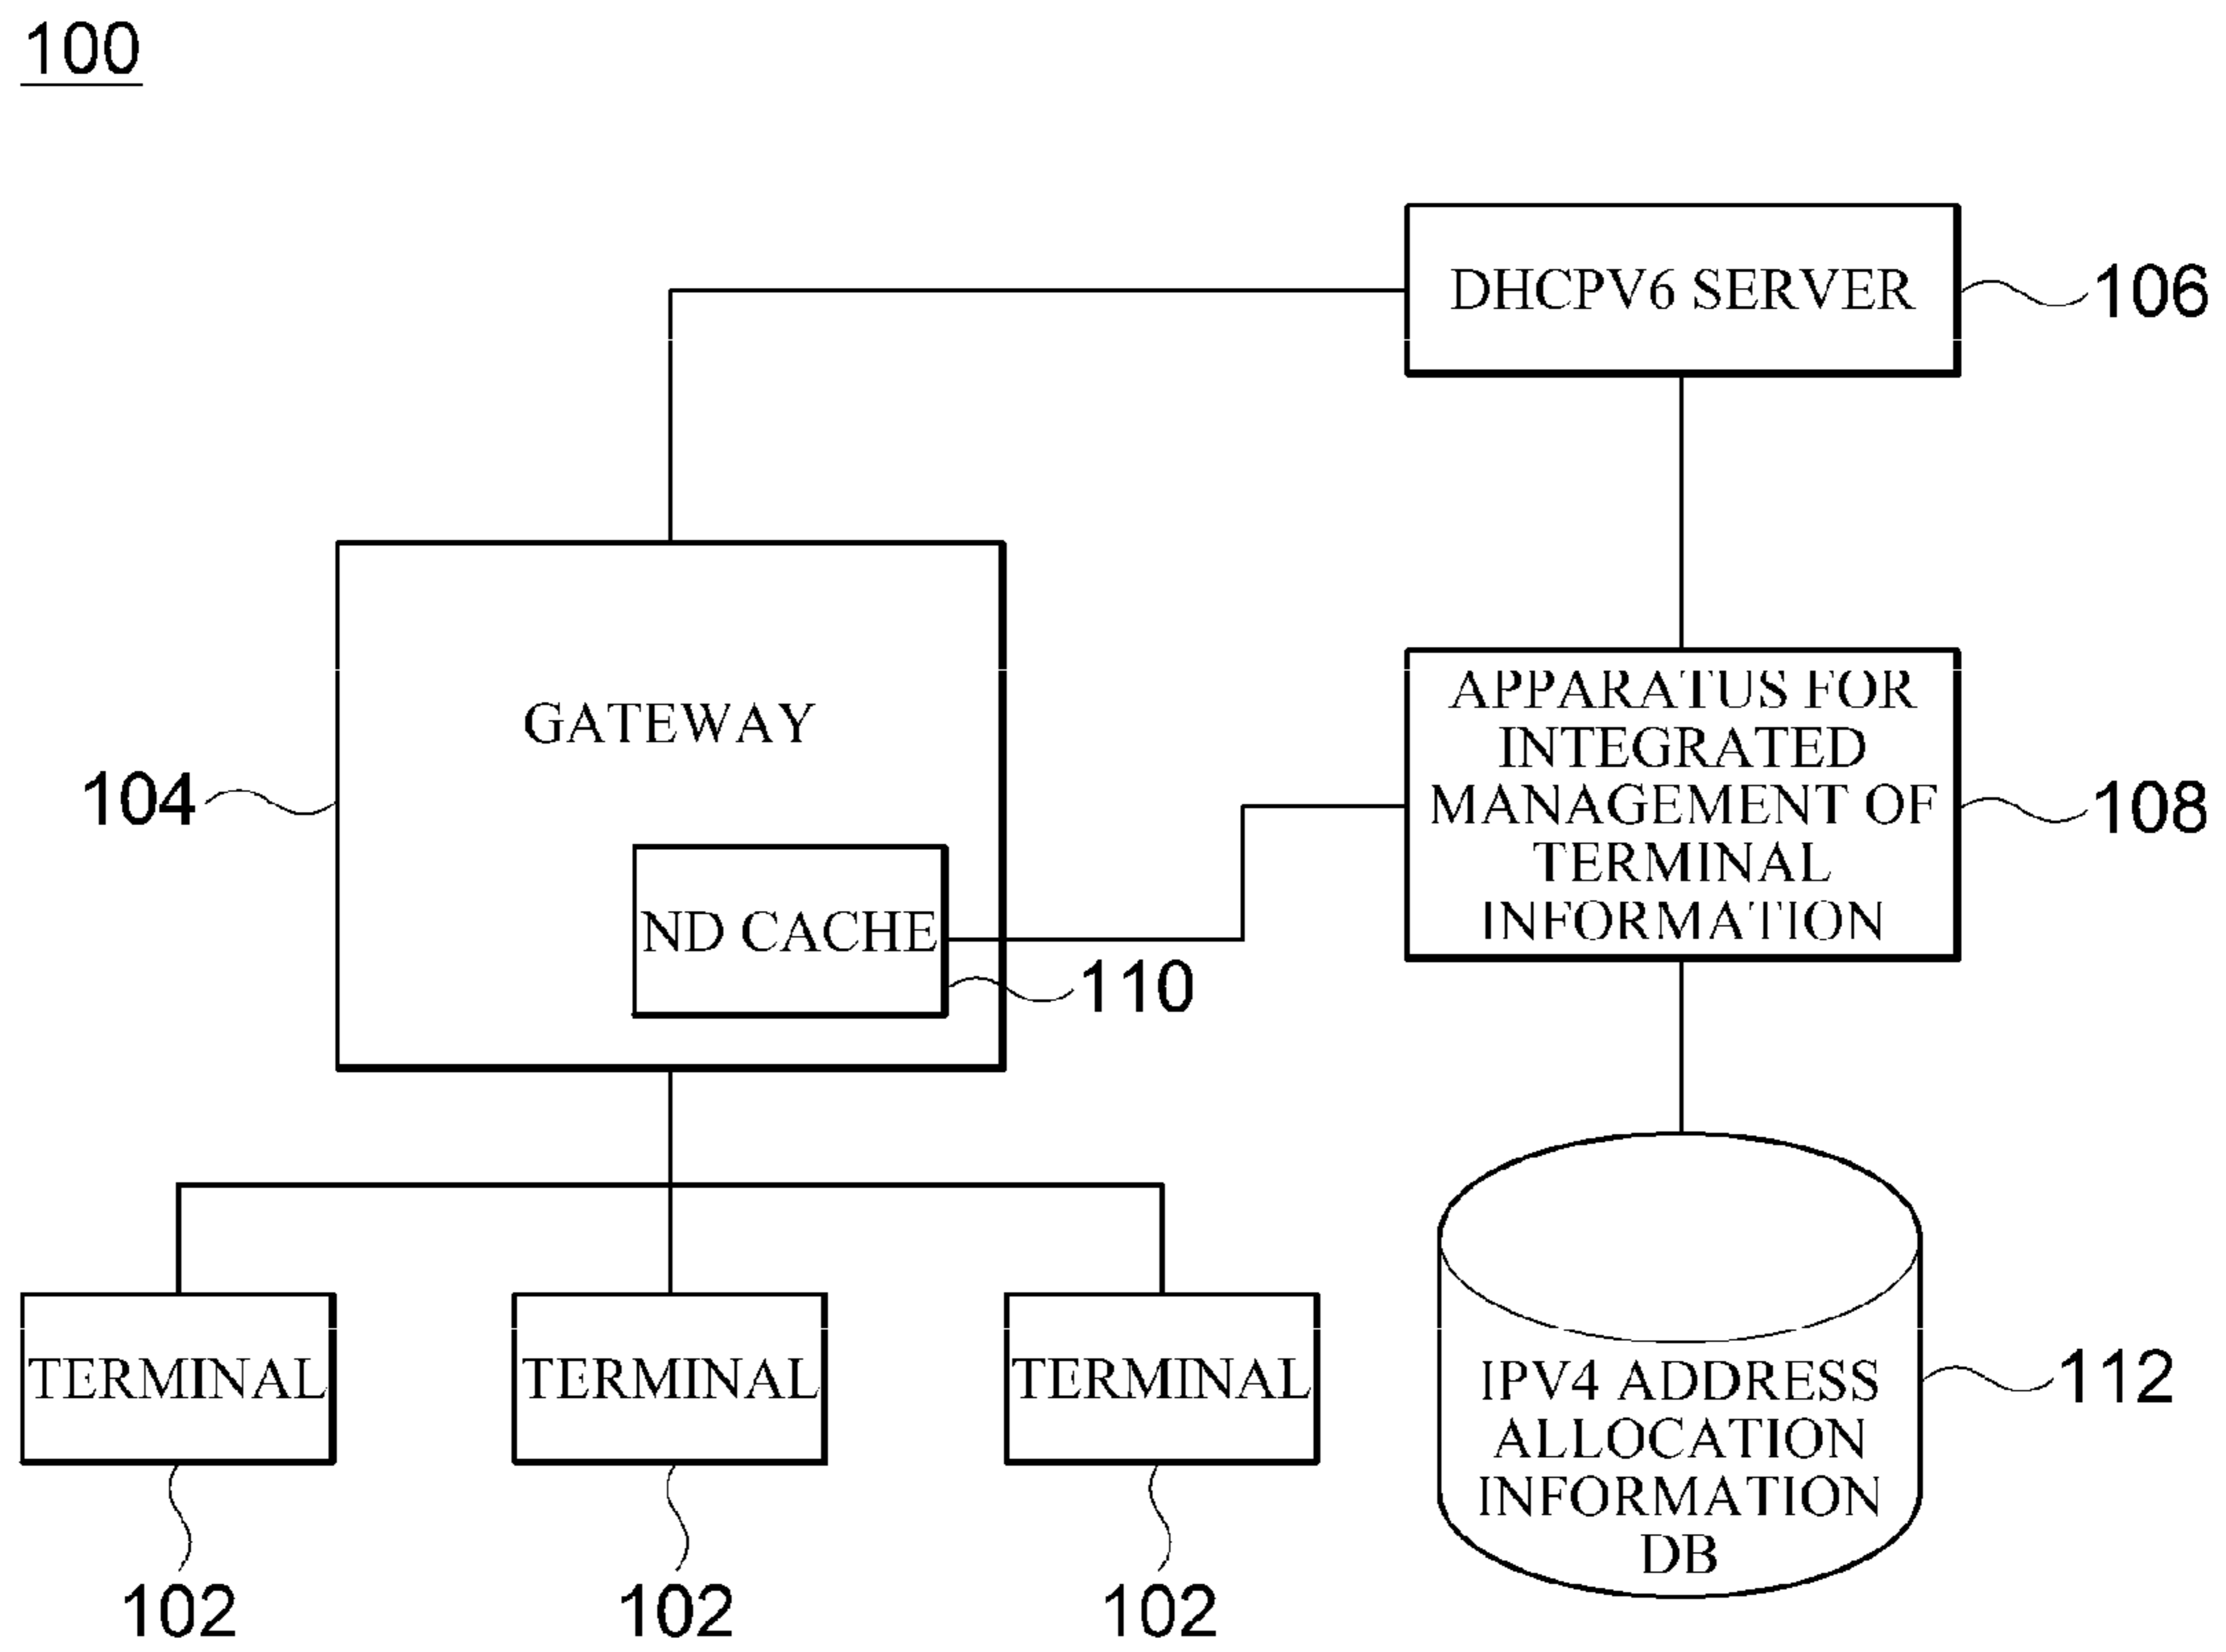 100
DHCPV6 SERVER
106
GATEWAY
104
APPARATUS FOR
INTEGRATED
MANAGEMENT OF
TERMINAL
INFORMATION
108
ND CACHE
110
TERMINAL
TERMINAL
TERMINAL
102
102
102
IPV4 ADDRESS
ALLOCATION
INFORMATION
DB
112